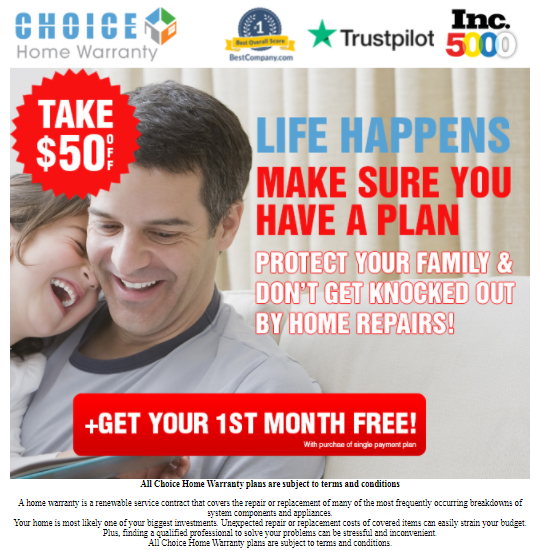 CHOICE
Home Warranty
1
Best Overall Score
BestCompany.com
Trustpilot
Inc.
5000
TAKE
$50 OFF
LIFE HAPPENS
MAKE SURE YOU
HAVE A PLAN
PROTECT YOUR FAMILY &
DON'T GET KNOCKED OUT
BY HOME REPAIRS!
+GET YOUR 1ST MONTH FREE!
With purchase of single payment plan
All Choice Home Warranty plans are subject to terms and conditions
A home warranty is a renewable service contract that covers the repair or replacement of many of the most frequently occurring breakdowns of
system components and appliances.
Your home is most likely one of your biggest investments. Unexpected repair or replacement costs of covered items can easily strain your budget.
Plus, finding a qualified professional to solve your problems can be stressful and inconvenient.
All Choice Home Warranty plans are subject to terms and conditions.